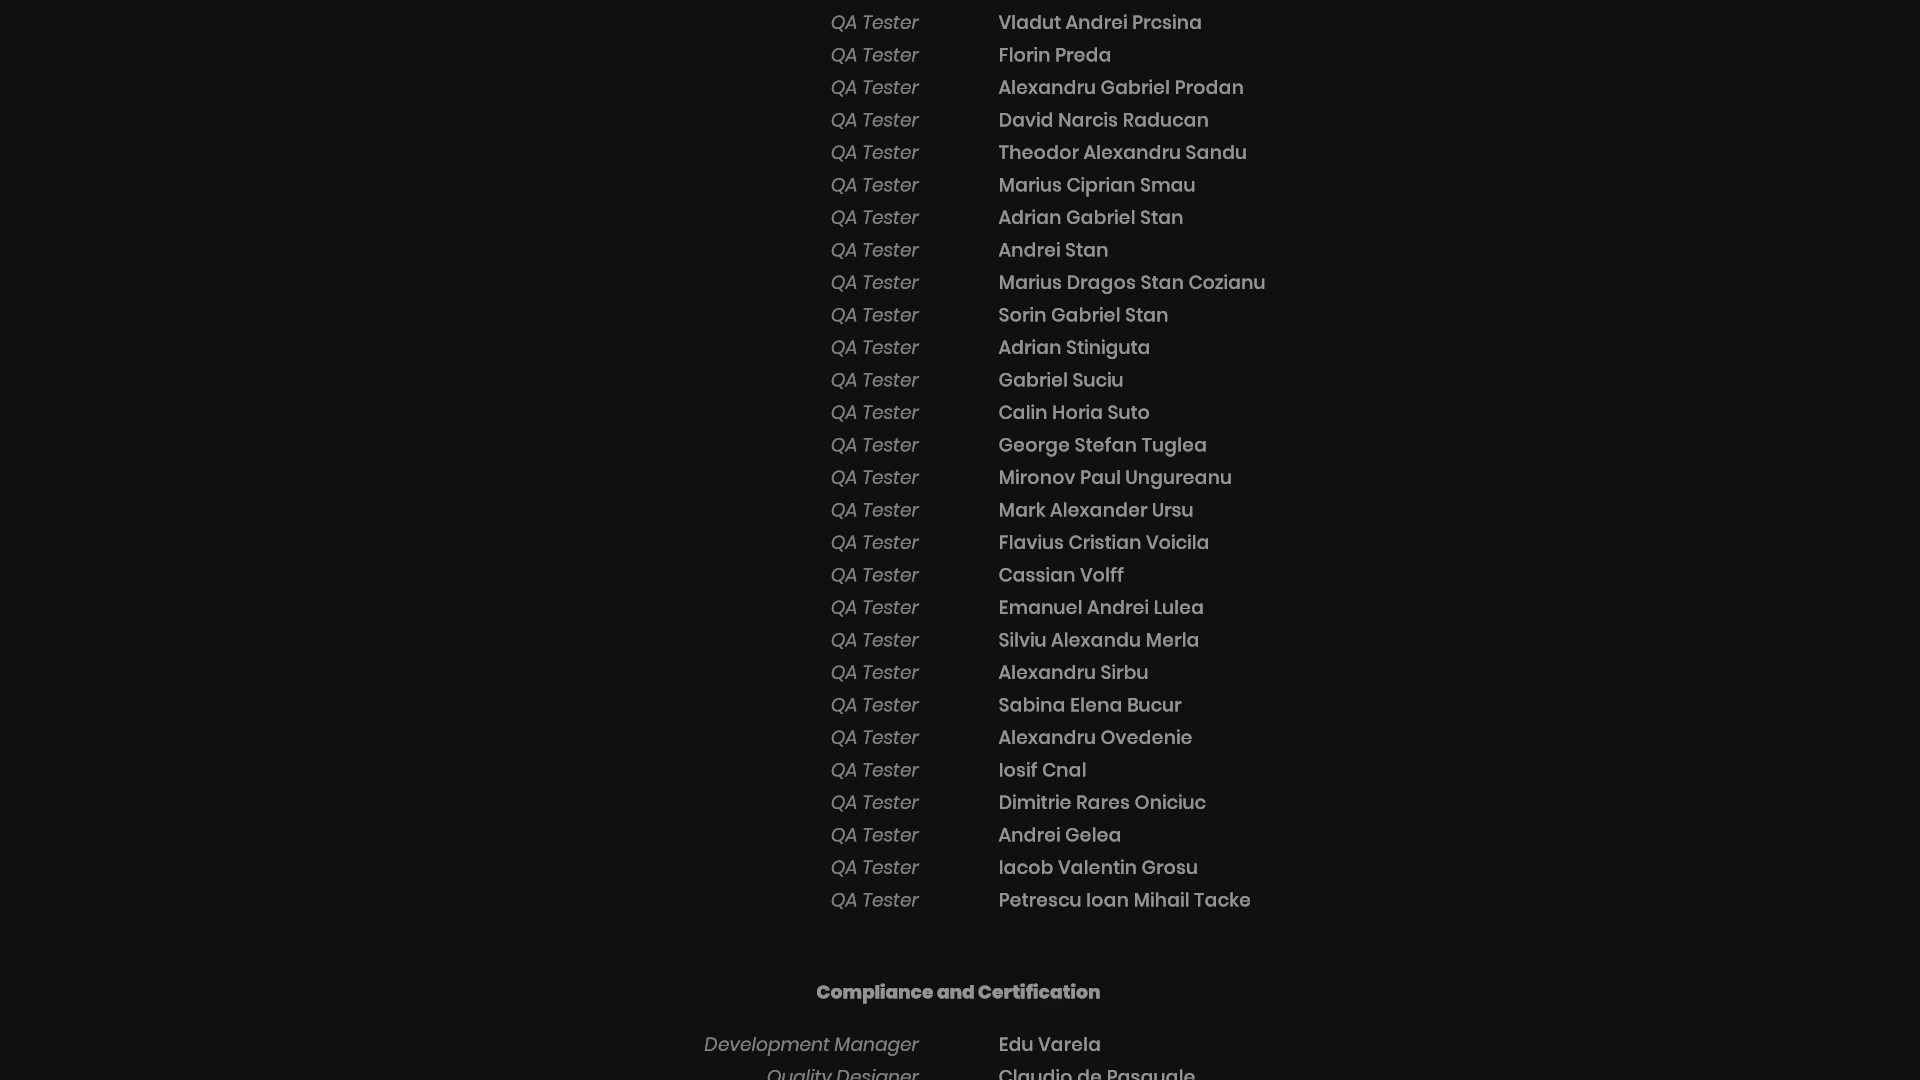 QA Tester Vladut Andrei Prcsina
QA Tester Florin Preda
QA Tester Alexandru Gabriel Prodan
QA Tester David Narcis Raducan
QA Tester Theodor Alexandru Sandu
QA Tester Marius Ciprian Smau
QA Tester Adrian Gabriel Stan
QA Tester Andrei Stan
QA Tester Marius Dragos Stan Cozianu
QA Tester Sorin Gabriel Stan
QA Tester Adrian Stiniguta
QA Tester Gabriel Suciu
QA Tester Calin Horia Suto
QA Tester George Stefan Tuglea
QA Tester Mironov Paul Ungureanu
QA Tester Mark Alexander Ursu
QA Tester Flavius Cristian Voicila
QA Tester Cassian Volff
QA Tester Emanuel Andrei Lulea
QA Tester Silviu Alexandu Merla
QA Tester Alexandru Sirbu
QA Tester Sabina Elena Bucur
QA Tester Alexandru Ovedenie
QA Tester Iosif Cnal
QA Tester Dimitrie Rares Oniciuc
QA Tester Andrei Gelea
QA Tester Iacob Valentin Grosu
QA Tester Petrescu Ioan Mihail Tacke
Compliance and Certification
Development Manager Edu Varela
Quality Designer Claudio de Pasquale